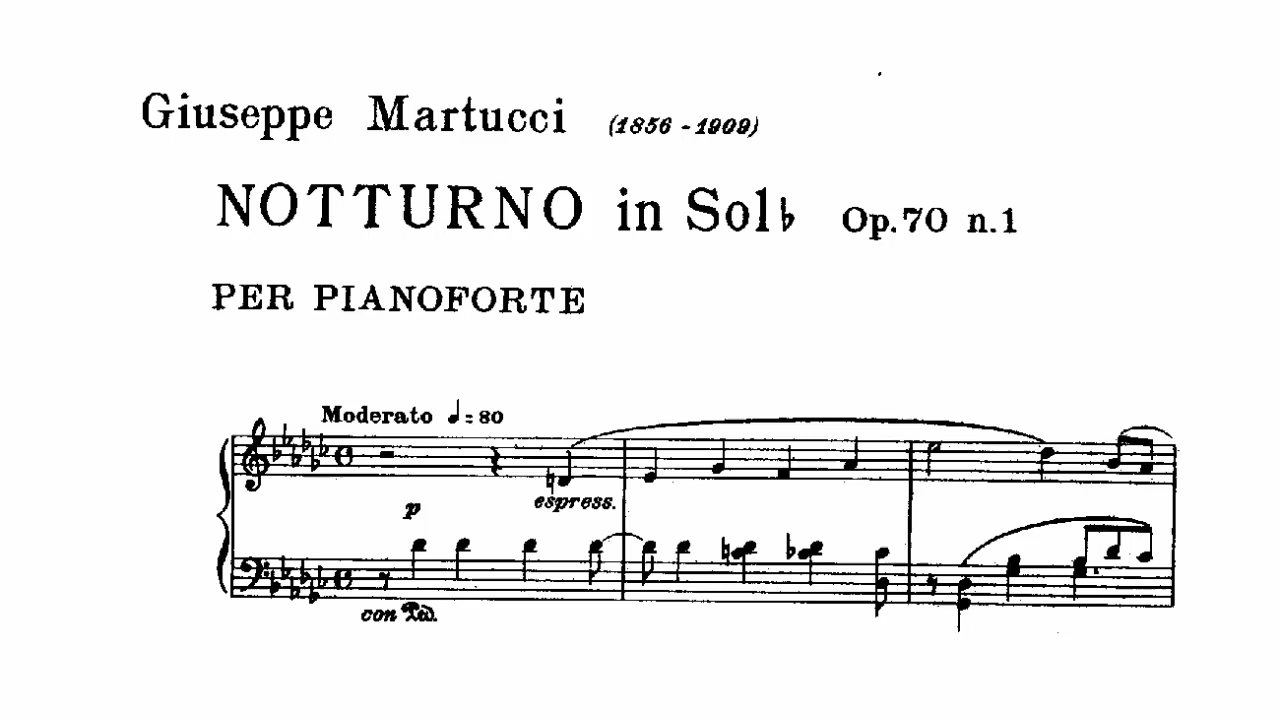 Giuseppe Martucci (1856 - 1909)
NOTTURNO in Sol♭ Op. 70 n. 1
PER PIANOFORTE
Moderato ♩ = 80
p espress.
con Ped.